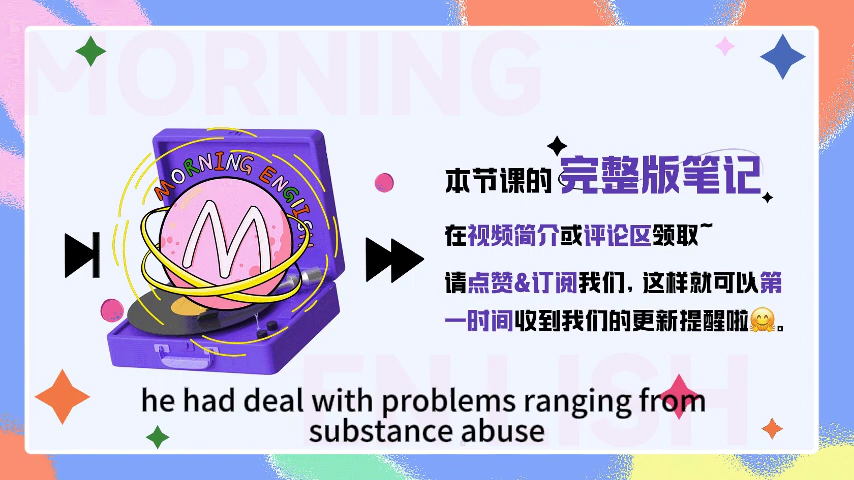 MORNING
MORNING ENGLISH
M
本节课的 完整版笔记
在视频简介或评论区领取~
请点赞&订阅我们，这样就可以第
一时间收到我们的更新提醒啦🤗。
he had deal with problems ranging from
substance abuse